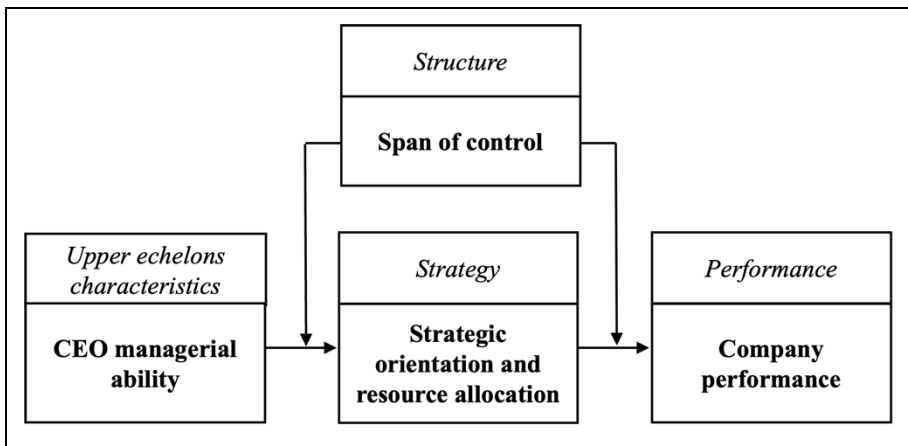 Structure
Span of control
Upper echelons
characteristics
CEO managerial
ability
Strategy
Strategic
orientation and
resource allocation
Performance
Company
performance